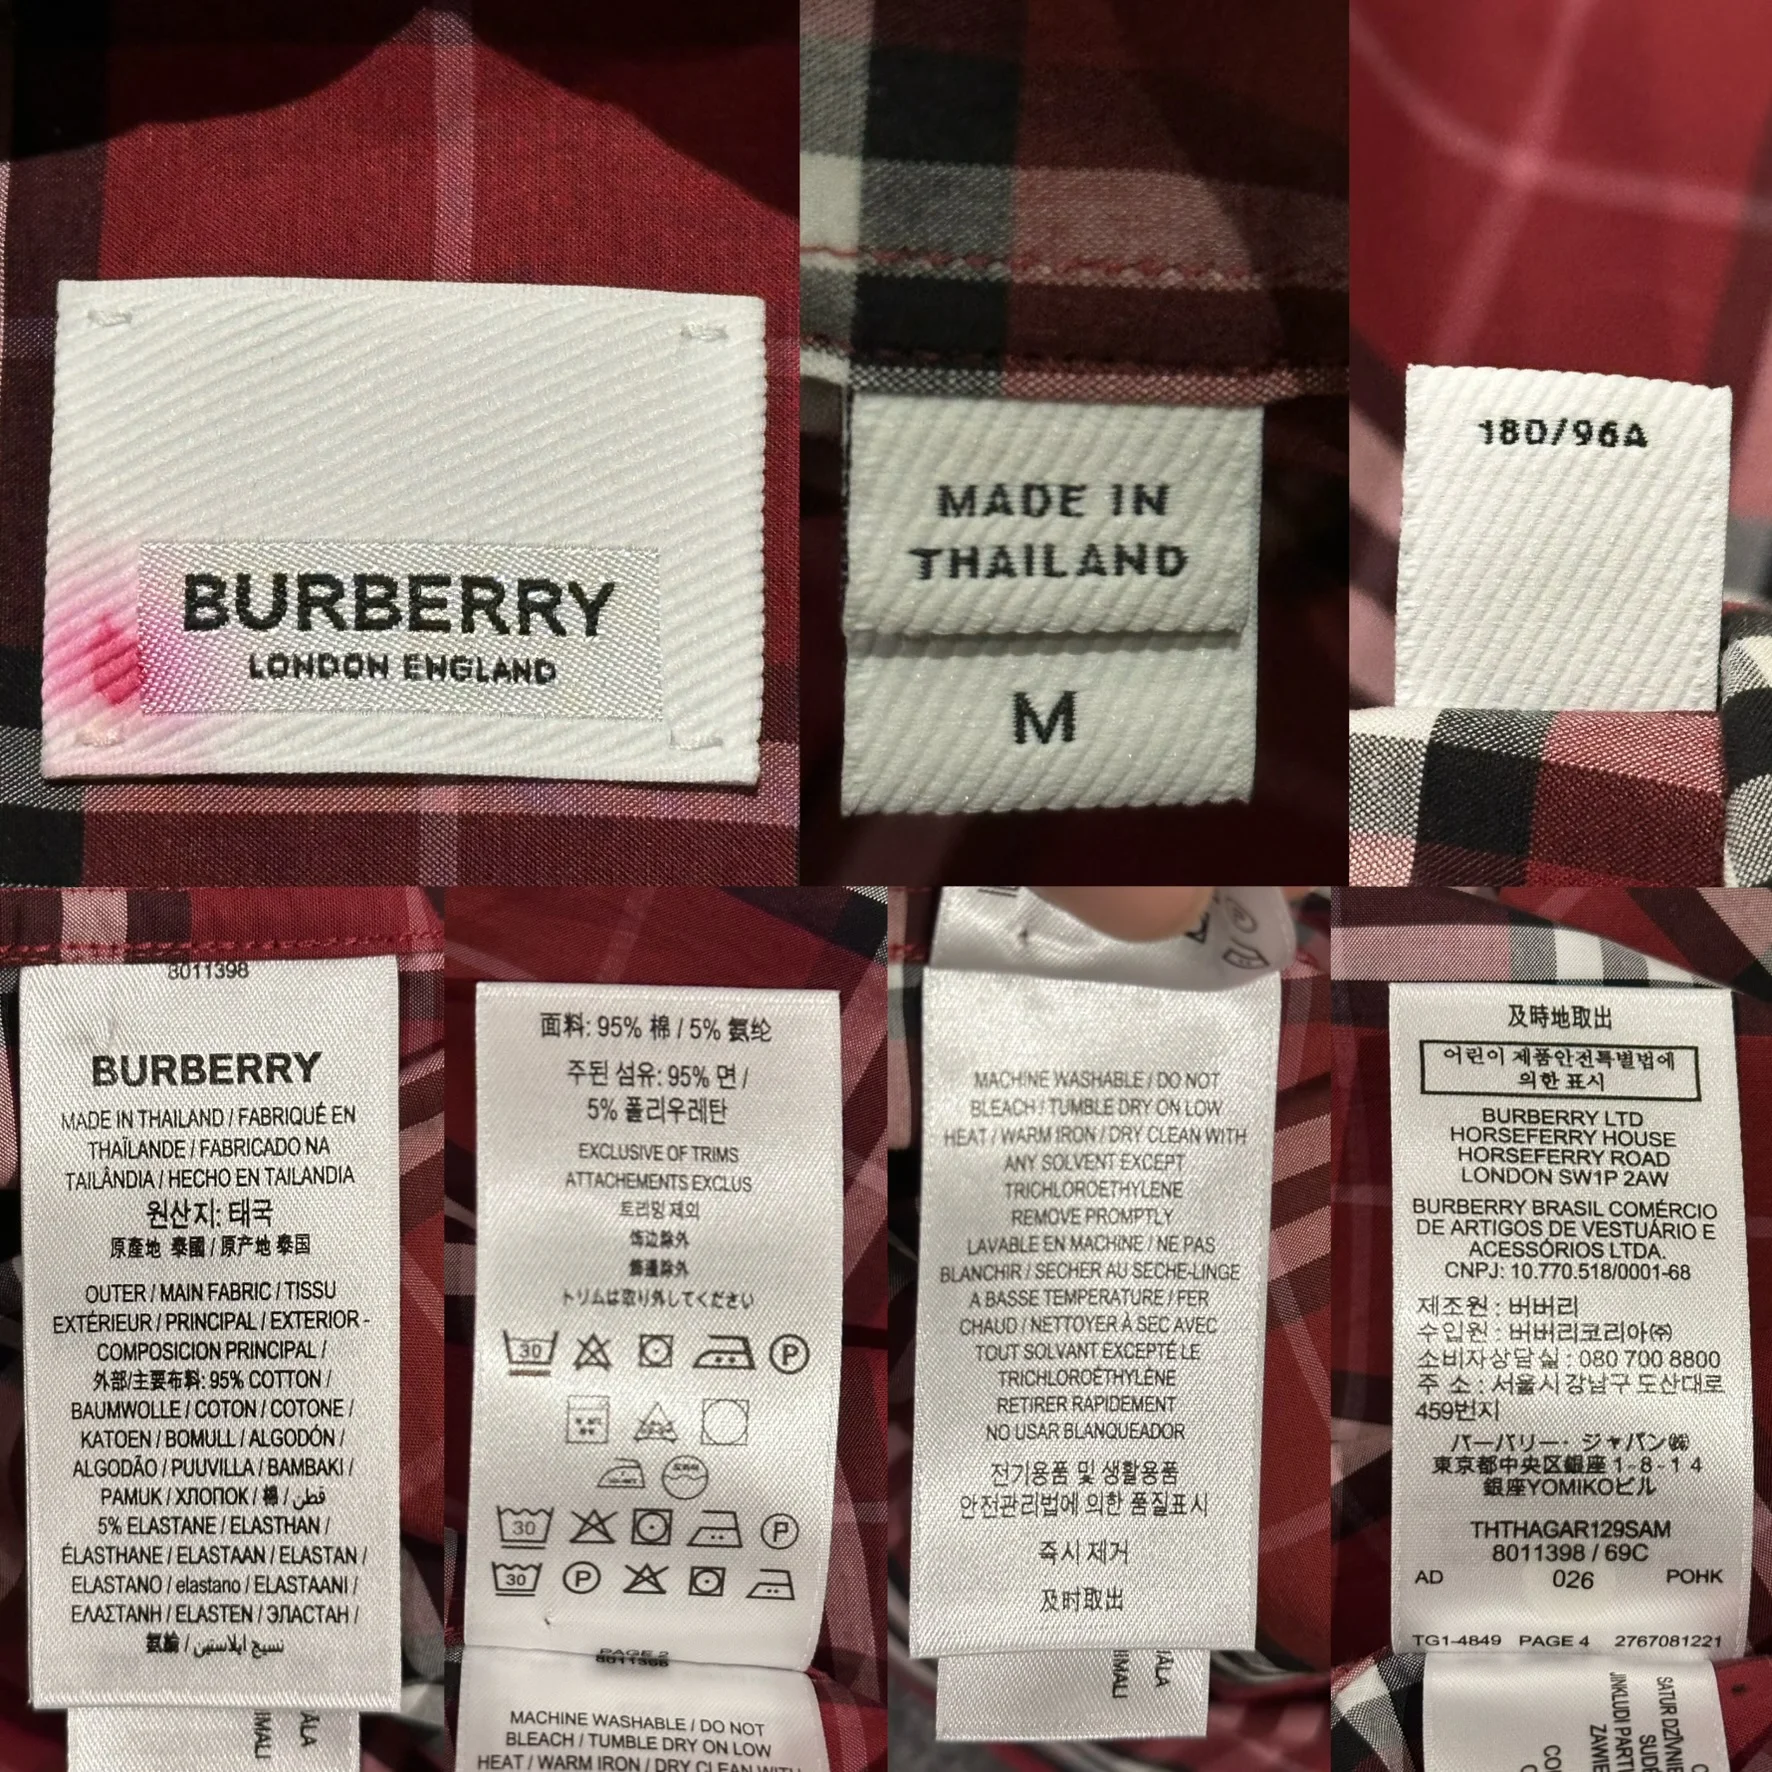 BURBERRY
LONDON ENGLAND
MADE IN
THAILAND
M
180/96A
8011398
BURBERRY
MADE IN THAILAND / FABRIQUÉ EN
THAÏLANDE / FABRICADO NA
TAILÂNDIA / HECHO EN TAILANDIA
원산지: 태국
原產地 泰國 / 原产地 泰国
OUTER / MAIN FABRIC / TISSU
EXTÉRIEUR / PRINCIPAL / EXTERIOR -
COMPOSICION PRINCIPAL /
外部/主要布料: 95% COTTON /
BAUMWOLLE / COTON / COTONE /
KATOEN / BOMULL / ALGODÓN /
ALGODÃO / PUUVILLA / BAMBAKI /
PAMUK / ХЛОПОК / 棉 / قطن
5% ELASTANE / ELASTHAN /
ÉLASTHANE / ELASTAAN / ELASTAN /
ELASTANO / elastano / ELASTAANI /
ΕΛΑΣΤΑΝΗ / ELASTEN / ЭЛАСТАН /
氨綸 / نسيج ايلاستين
ĀLA
IMALI
面料: 95% 棉 / 5% 氨纶
주된 섬유: 95% 면 /
5% 폴리우레탄
EXCLUSIVE OF TRIMS
ATTACHEMENTS EXCLUS
트리밍 제외
饰边除外
飾邊除外
トリムは取り外してください
30
P
30
P
30
P
PAGE 2
8011398
MACHINE WASHABLE / DO NOT
BLEACH / TUMBLE DRY ON LOW
HEAT / WARM IRON / DRY CLEAN WITH
MACHINE WASHABLE / DO NOT
BLEACH / TUMBLE DRY ON LOW
HEAT / WARM IRON / DRY CLEAN WITH
ANY SOLVENT EXCEPT
TRICHLOROETHYLENE
REMOVE PROMPTLY
LAVABLE EN MACHINE / NE PAS
BLANCHIR / SECHER AU SECHE-LINGE
A BASSE TEMPERATURE / FER
CHAUD / NETTOYER À SEC AVEC
TOUT SOLVANT EXCEPTÉ LE
TRICHLOROÉTHYLÈNE
RETIRER RAPIDEMENT
NO USAR BLANQUEADOR
전기용품 및 생활용품
안전관리법에 의한 품질표시
즉시 제거
及时取出
ĀLA
IMALI
及時地取出
어린이 제품안전특별법에
의한 표시
BURBERRY LTD
HORSEFERRY HOUSE
HORSEFERRY ROAD
LONDON SW1P 2AW
BURBERRY BRASIL COMÉRCIO
DE ARTIGOS DE VESTUÁRIO E
ACESSÓRIOS LTDA.
CNPJ: 10.770.518/0001-68
제조원 : 버버리
수입원 : 버버리코리아㈜
소비자상담실 : 080 700 8800
주 소 : 서울시 강남구 도산대로
459번지
バーバリー・ジャパン㈱
東京都中央区銀座 1-8-14
銀座YOMIKOビル
THTHAGAR129SAM
8011398 / 69C
AD 026 POHK
TG1-4849 PAGE 4 2767081221